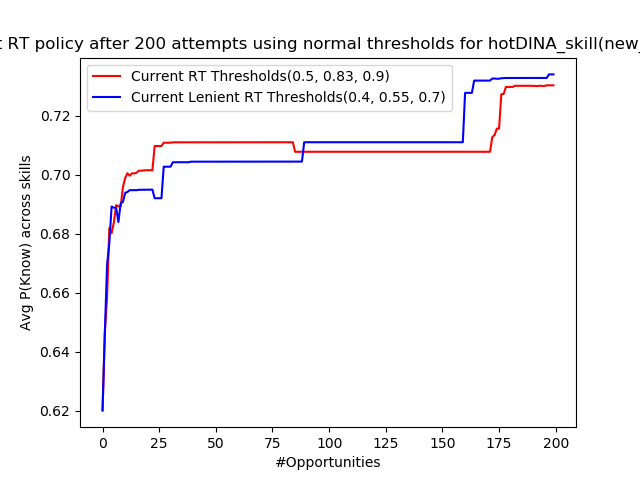 t RT policy after 200 attempts using normal thresholds for hotDINA_skill(new_
Current RT Thresholds(0.5, 0.83, 0.9)
Current Lenient RT Thresholds(0.4, 0.55, 0.7)
0.72
0.70
0.68
0.66
0.64
0.62
Avg P(Know) across skills
0 25 50 75 100 125 150 175 200
#Opportunities